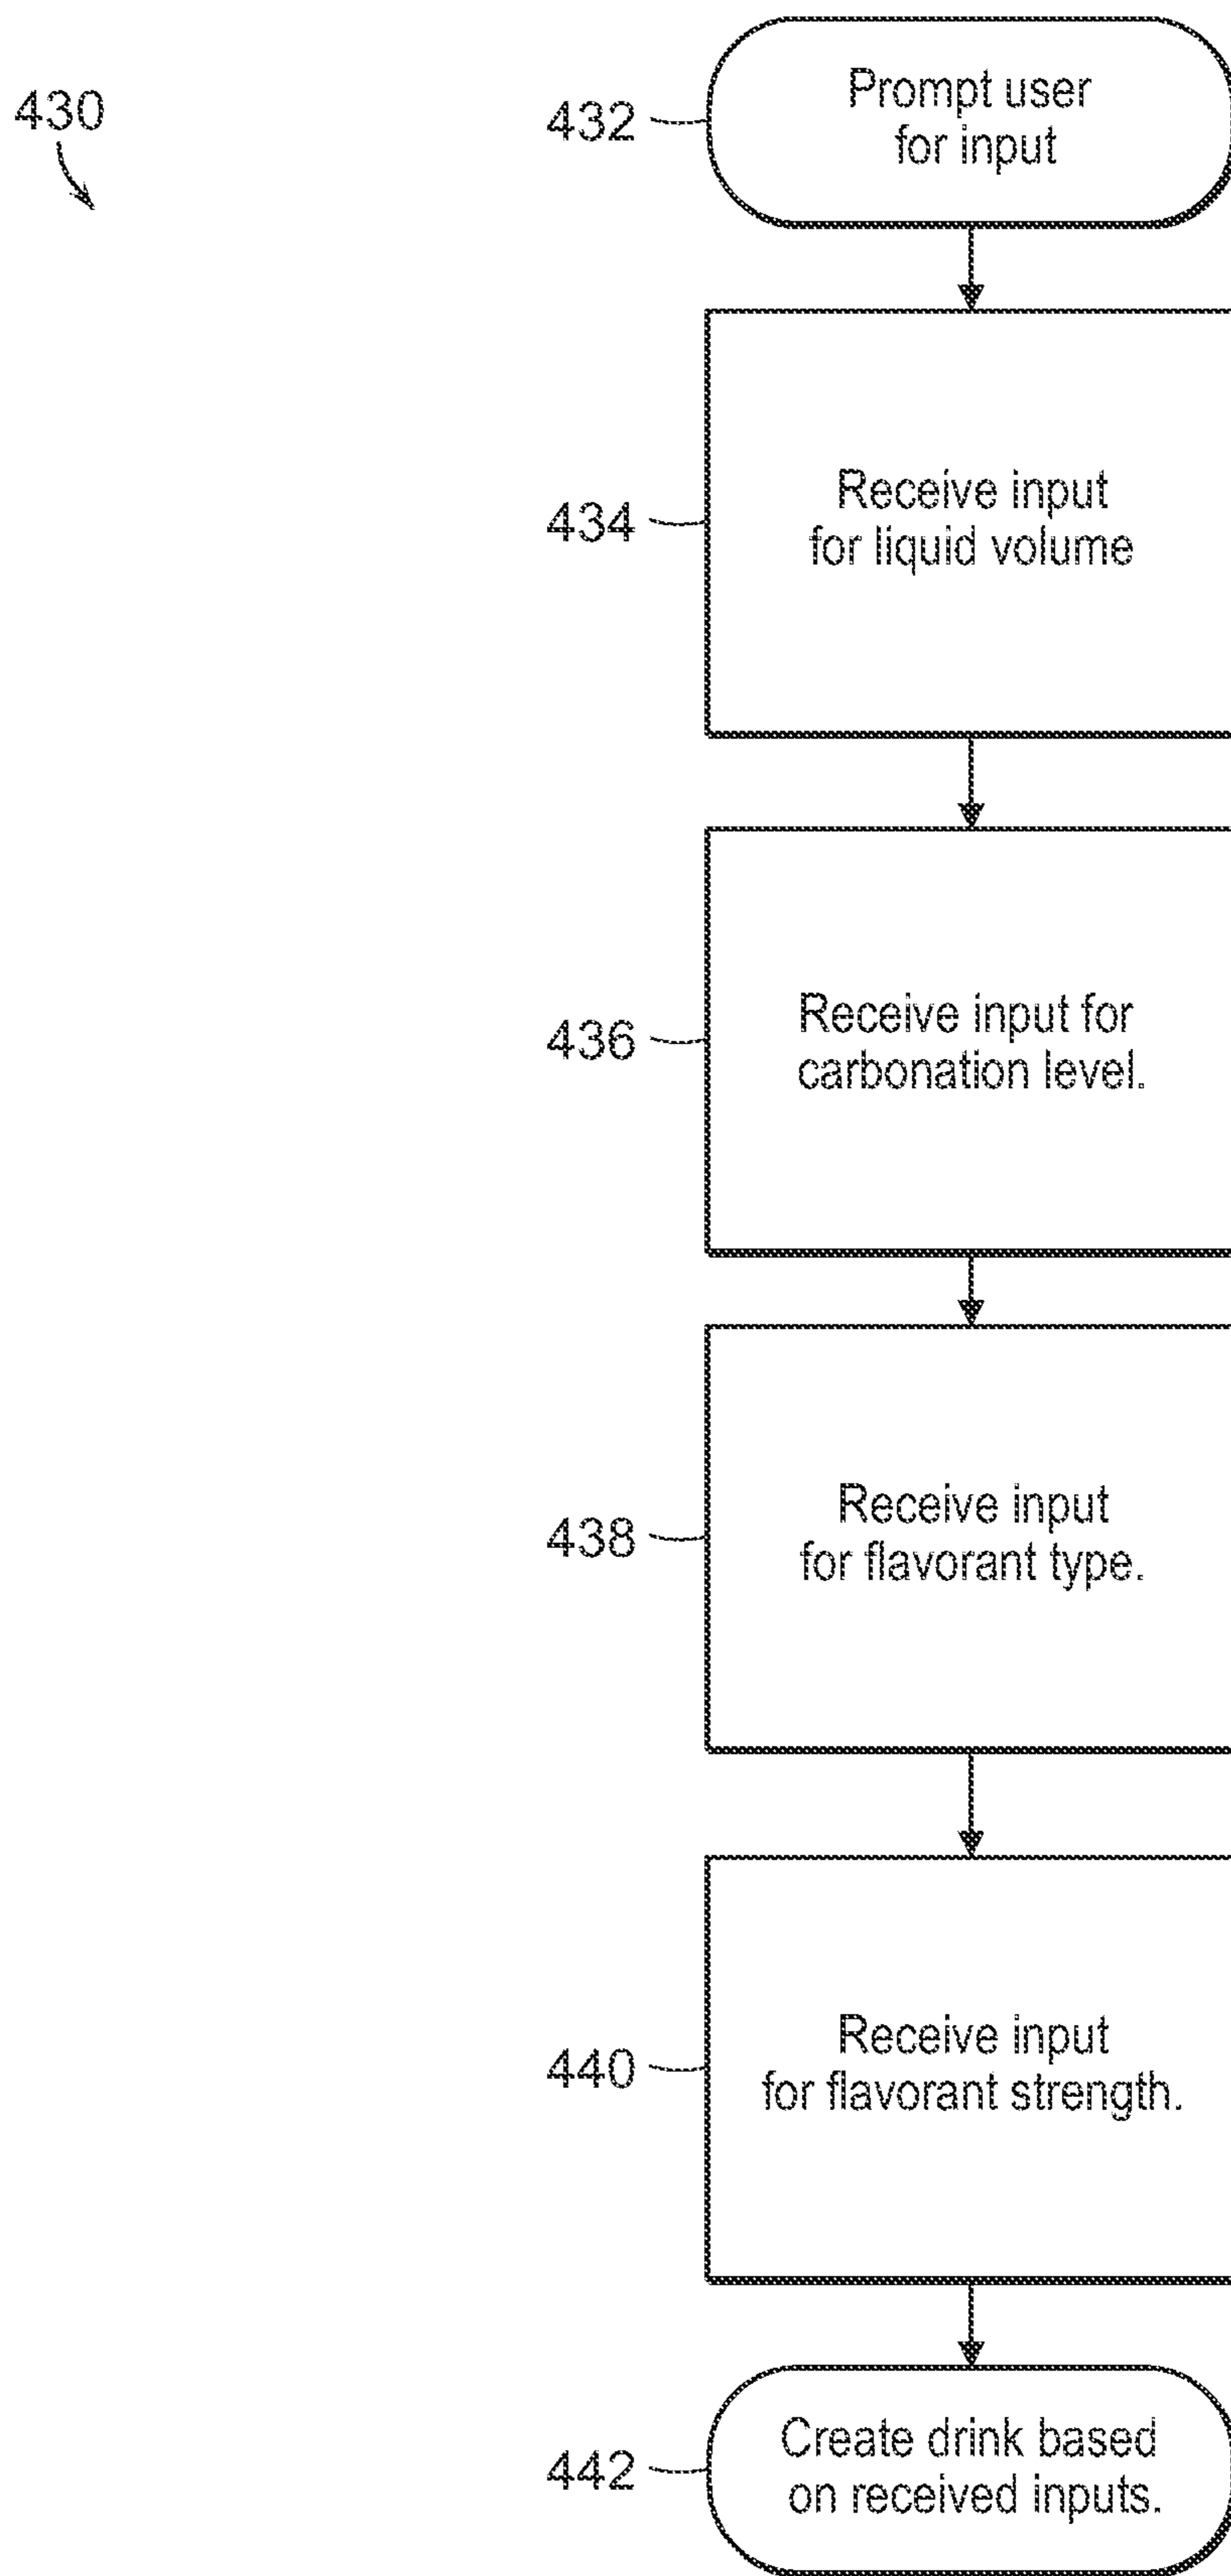 430
432
Prompt user
for input
434
Receive input
for liquid volume
436
Receive input for
carbonation level.
438
Receive input
for flavorant type.
440
Receive input
for flavorant strength.
442
Create drink based
on received inputs.